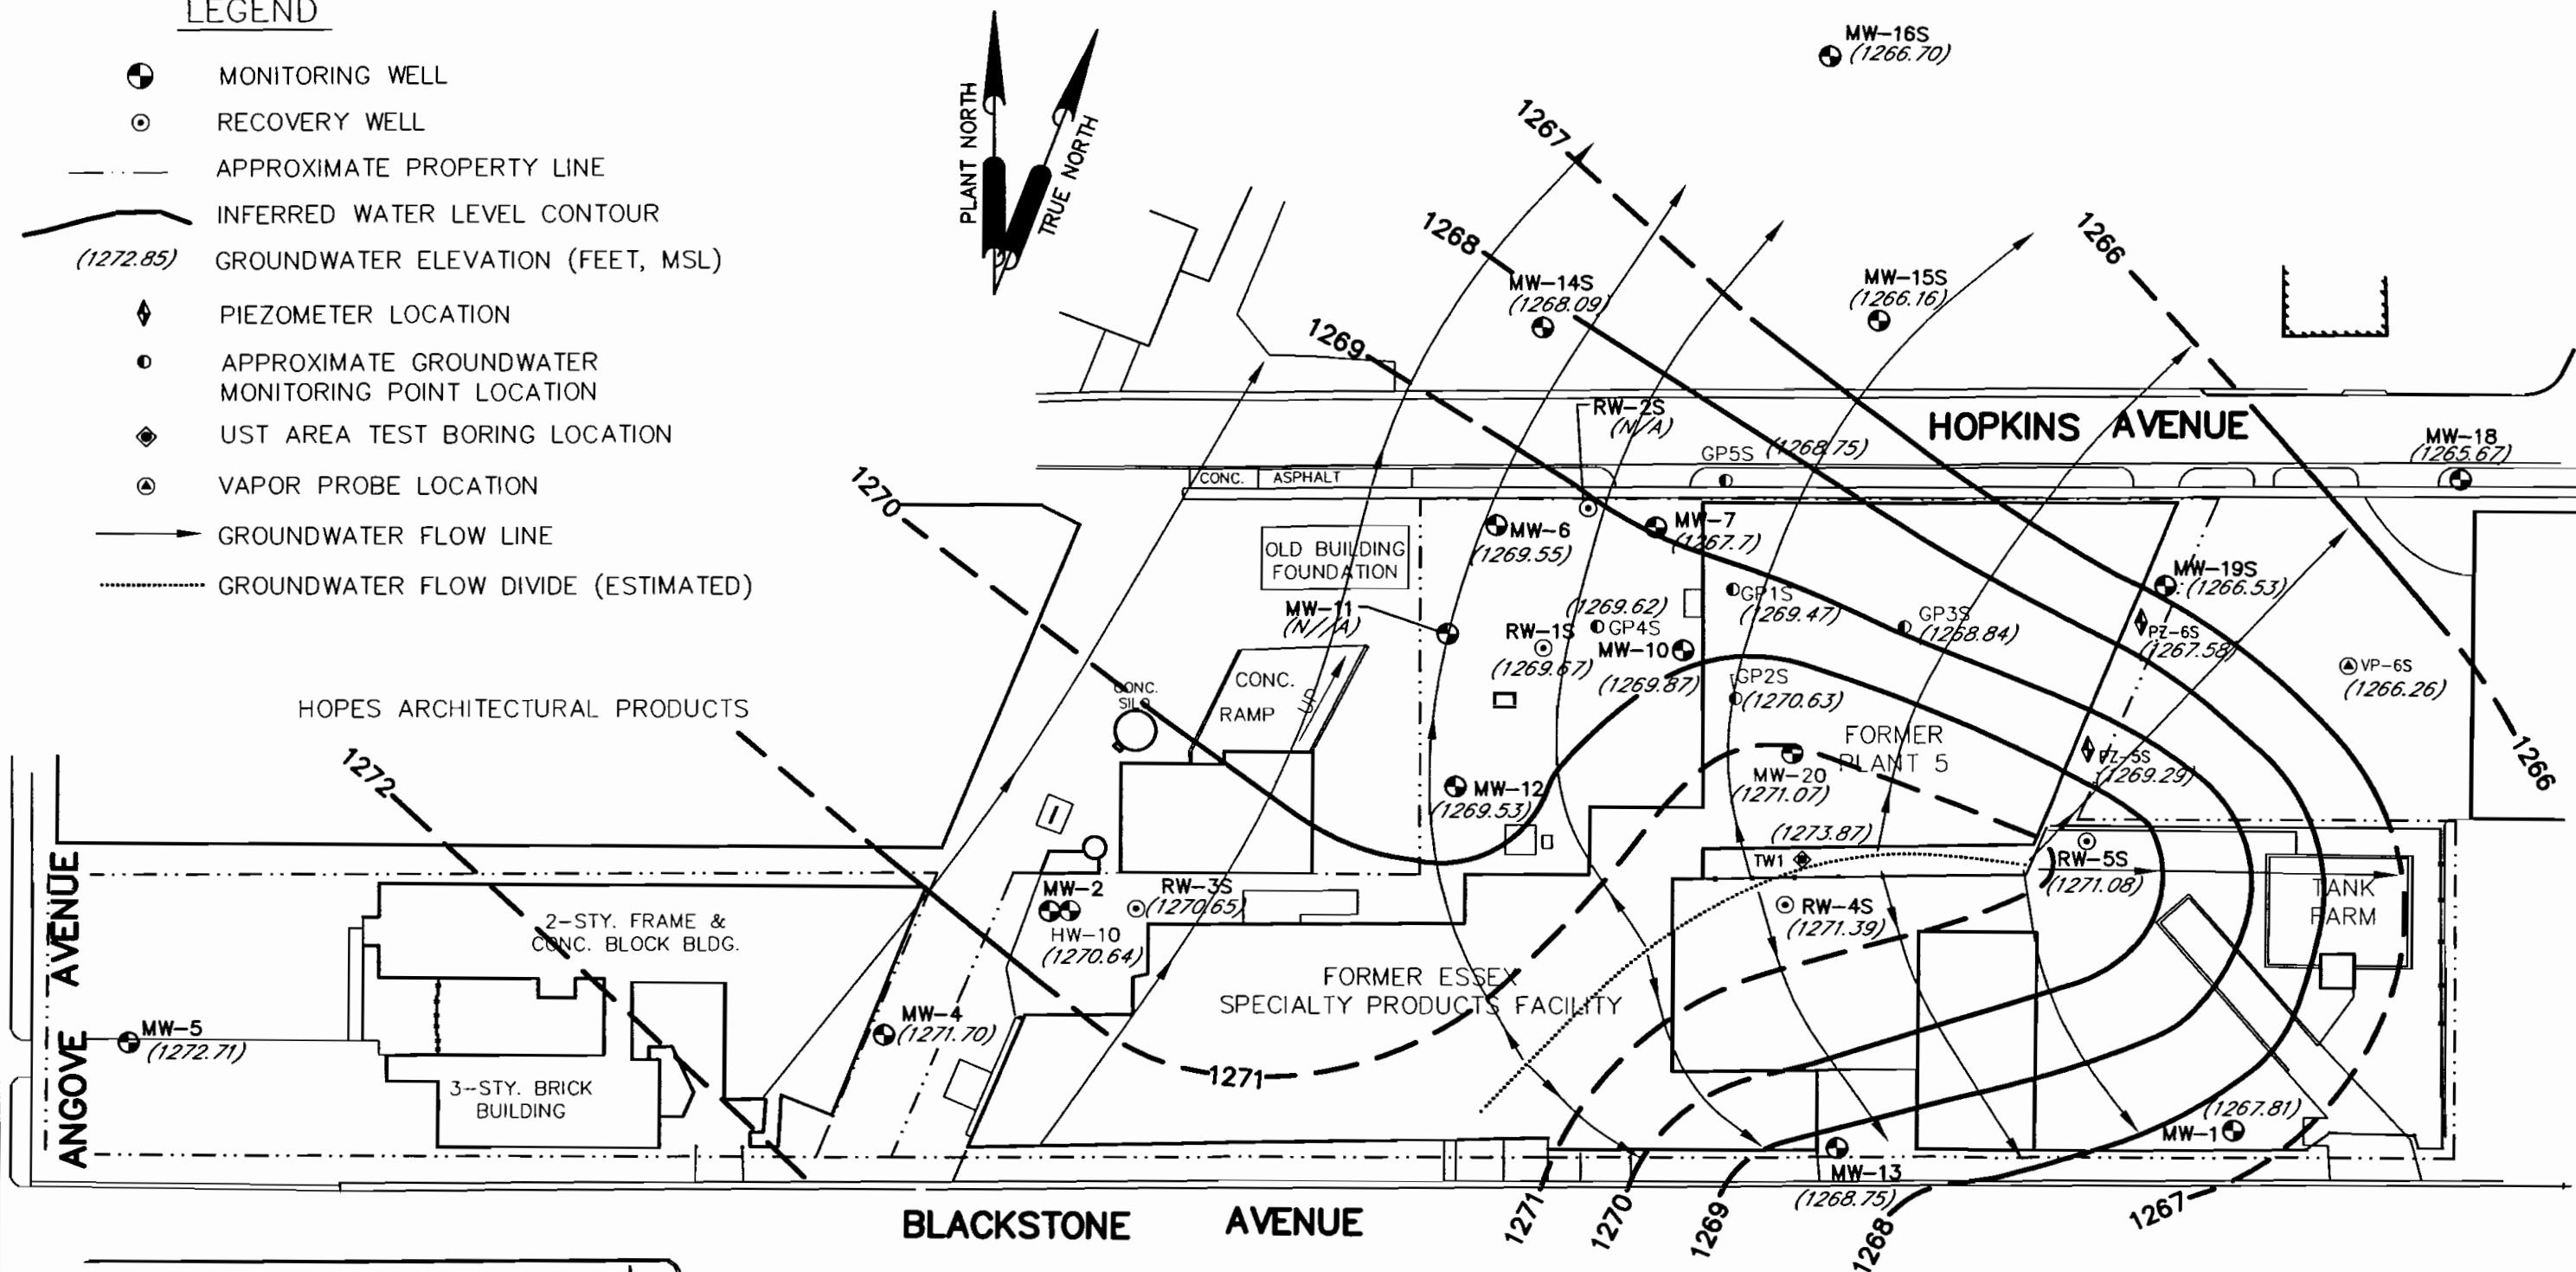 LEGEND
MONITORING WELL
RECOVERY WELL
APPROXIMATE PROPERTY LINE
INFERRED WATER LEVEL CONTOUR
(1272.85) GROUNDWATER ELEVATION (FEET, MSL)
PIEZOMETER LOCATION
APPROXIMATE GROUNDWATER
MONITORING POINT LOCATION
UST AREA TEST BORING LOCATION
VAPOR PROBE LOCATION
GROUNDWATER FLOW LINE
GROUNDWATER FLOW DIVIDE (ESTIMATED)
PLANT NORTH
TRUE NORTH
MW-16S
(1266.70)
1267
1268
1266
1269
MW-14S
(1268.09)
MW-15S
(1266.16)
RW-2S
(N/A)
HOPKINS AVENUE
GP5S (1268.75)
MW-18
(1265.67)
CONC. ASPHALT
1270
MW-6
(1269.55)
MW-7
(1267.7)
OLD BUILDING
FOUNDATION
MW-19S
(1266.53)
MW-11
(N//A)
(1269.62)
GP4S
GP1S
(1269.47)
GP3S
(1268.84)
RW-1S
(1269.67)
MW-10
(1269.87)
PZ-6S
(1267.58)
VP-6S
(1266.26)
GP2S
(1270.63)
CONC.
SILO
CONC.
RAMP
UP
HOPES ARCHITECTURAL PRODUCTS
FORMER
PLANT 5
MW-20
(1271.07)
PZ-5S
(1269.29)
1266
1272
MW-12
(1269.53)
(1273.87)
TW1
RW-5S
(1271.08)
TANK
FARM
MW-2
HW-10
(1270.64)
RW-3S
(1270.65)
RW-4S
(1271.39)
2-STY. FRAME &
CONC. BLOCK BLDG.
FORMER ESSEX
SPECIALTY PRODUCTS FACILITY
ANGOVE AVENUE
MW-5
(1272.71)
MW-4
(1271.70)
1271
3-STY. BRICK
BUILDING
(1267.81)
MW-1
MW-13
(1268.75)
BLACKSTONE AVENUE
1271
1270
1269
1268
1267